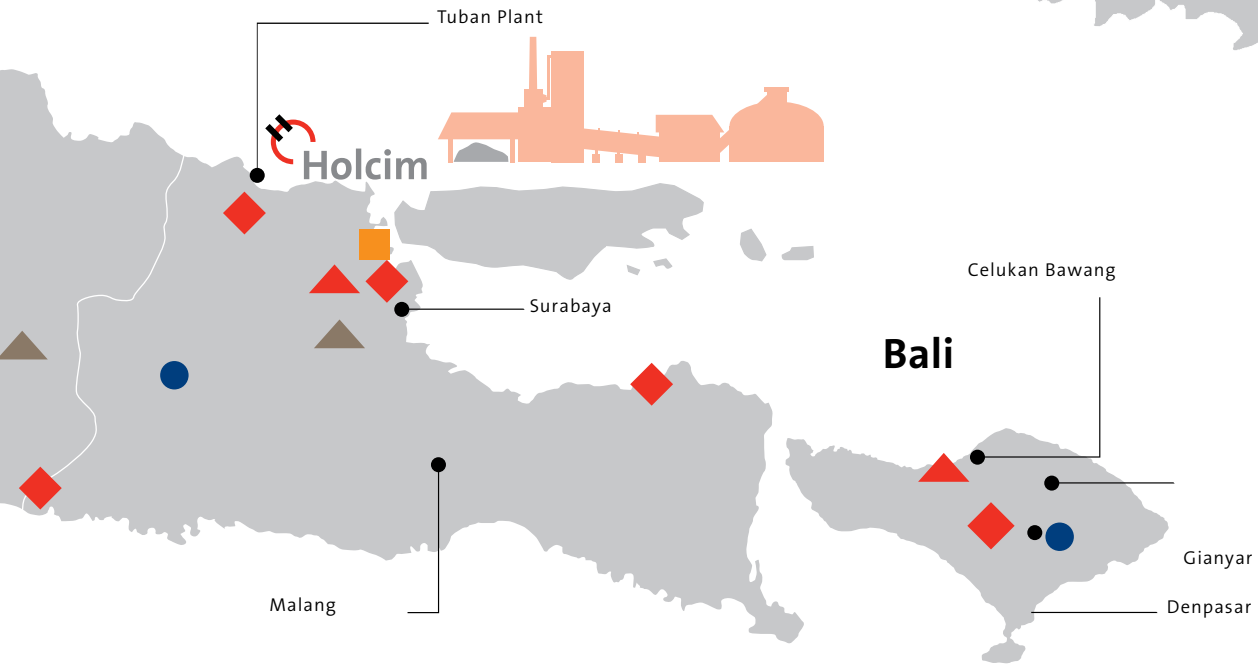 Tuban Plant
Holcim
Celukan Bawang
Surabaya
Bali
Gianyar
Malang
Denpasar